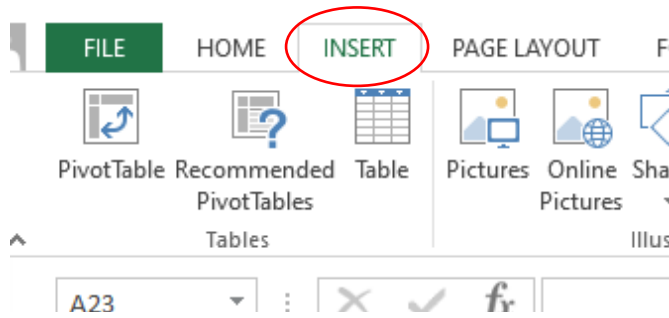 FILE HOME INSERT PAGE LAYOUT
PivotTable Recommended PivotTables Table Pictures Online Pictures
Tables
A23 fx